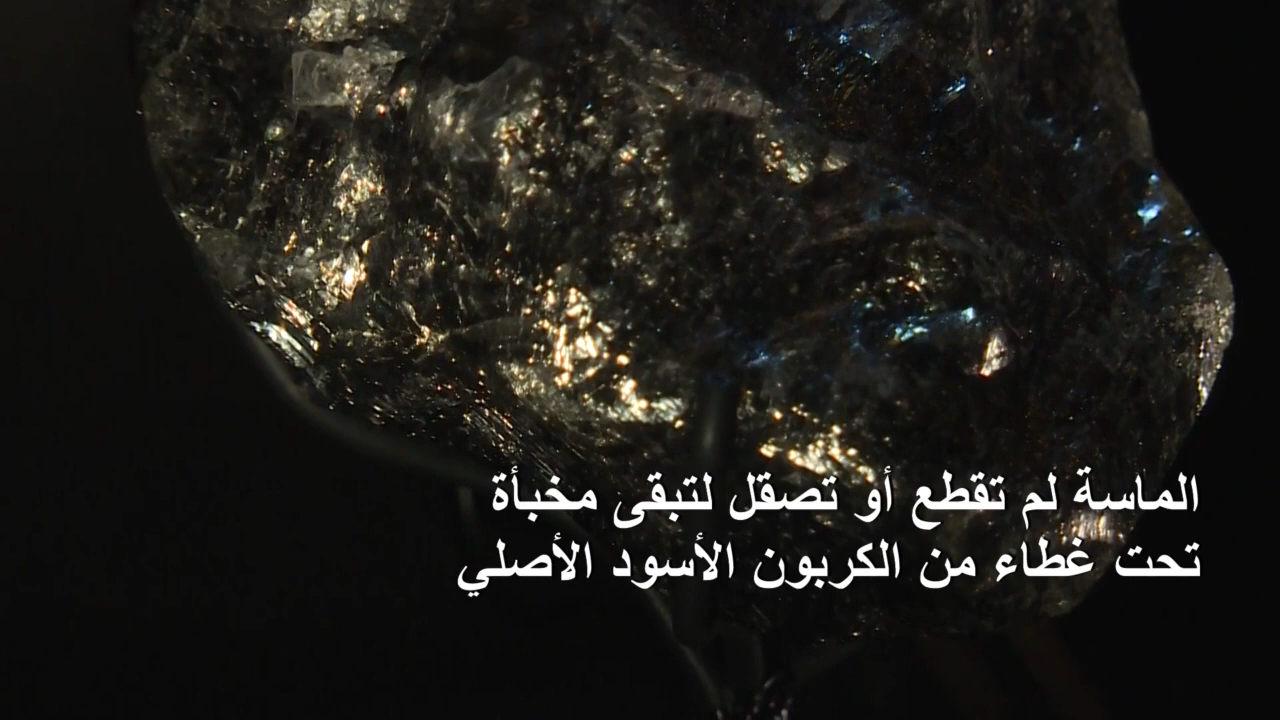 الماسة لم تقطع أو تصقل لتبقى مخبأة
تحت غطاء من الكربون الأسود الأصلي